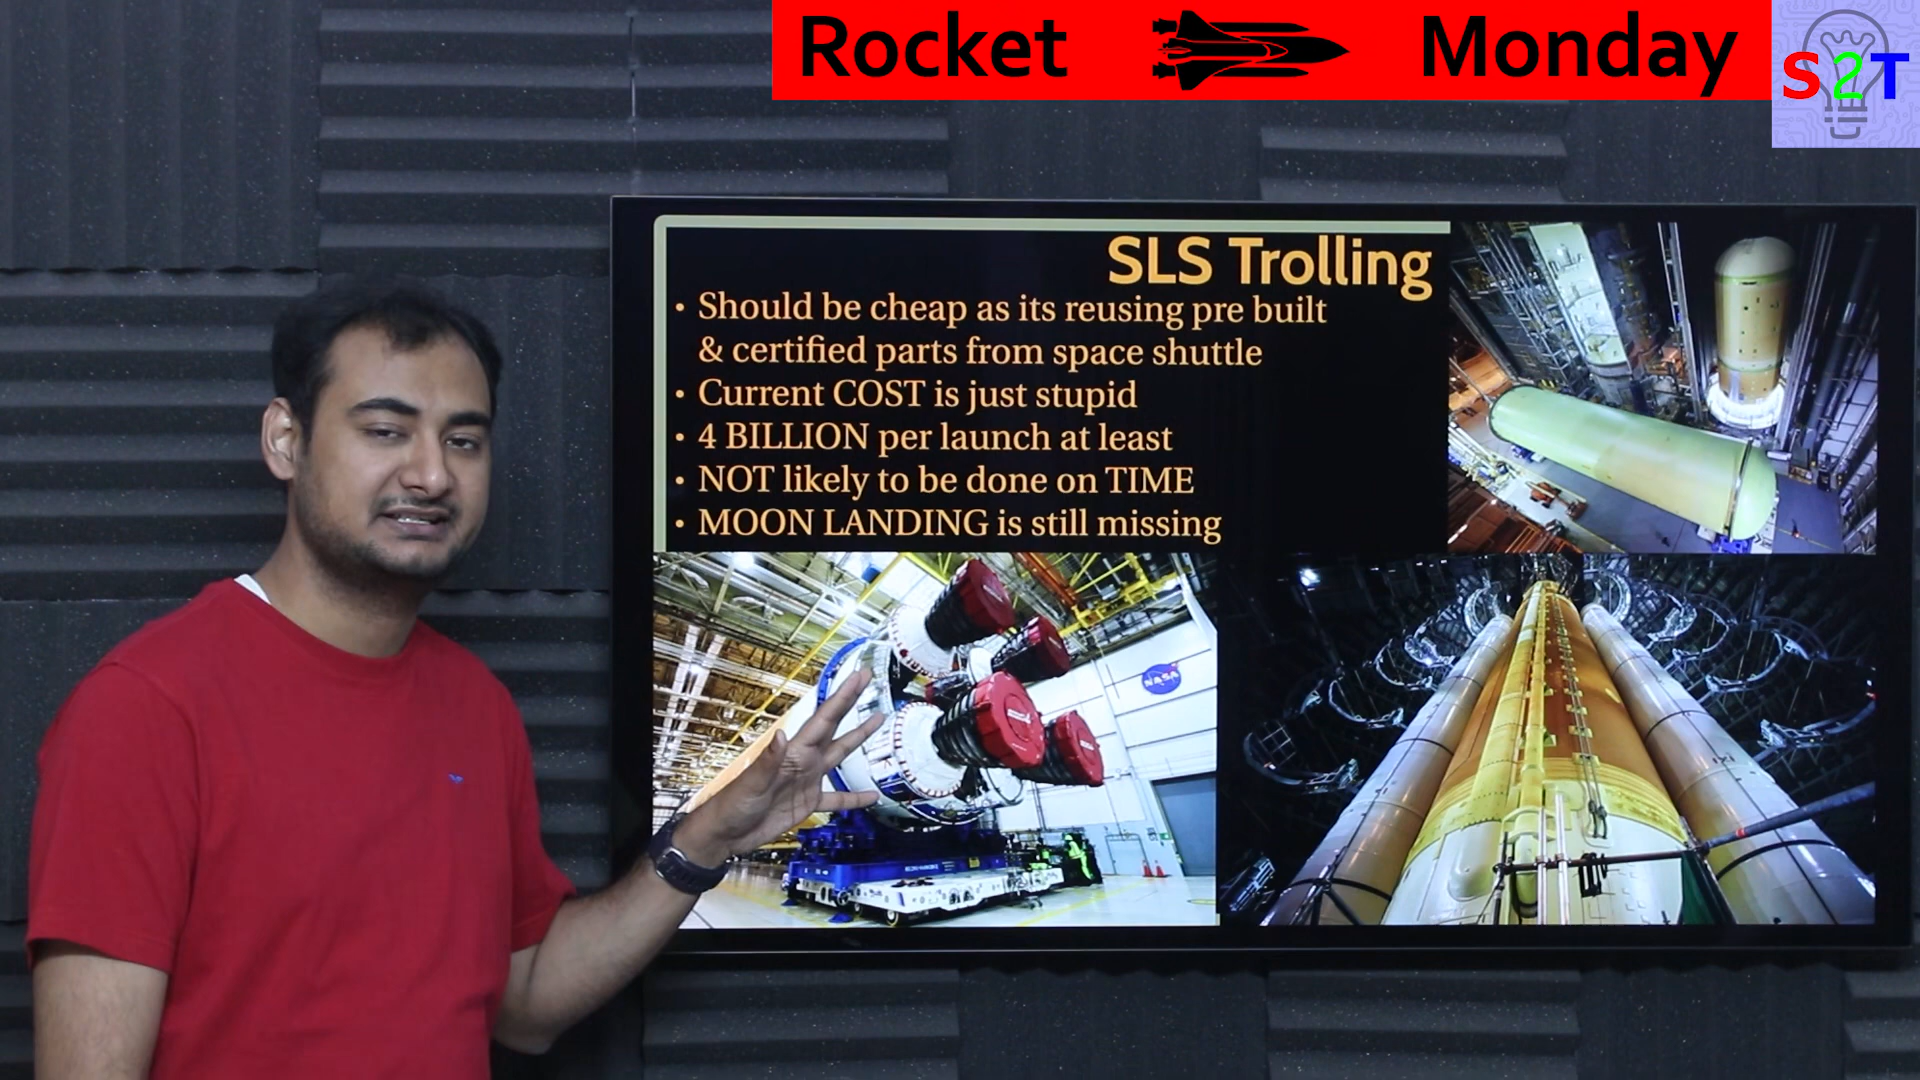 Rocket Monday
S2T
SLS Trolling
• Should be cheap as its reusing pre built
& certified parts from space shuttle
• Current COST is just stupid
• 4 BILLION per launch at least
• NOT likely to be done on TIME
• MOON LANDING is still missing
NASA